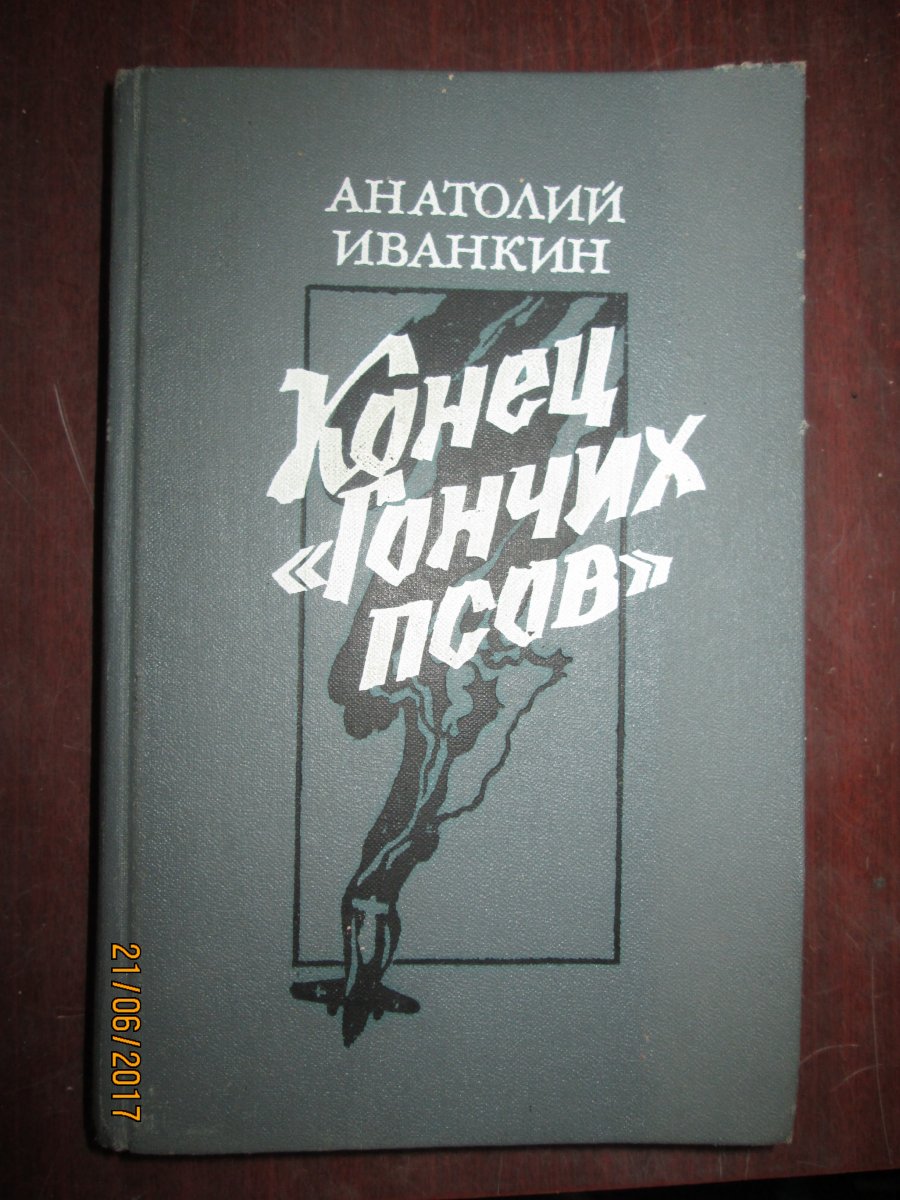 АНАТОЛИЙ
ИВАНКИН
Конец
«Гончих
псов»
21/06/2017